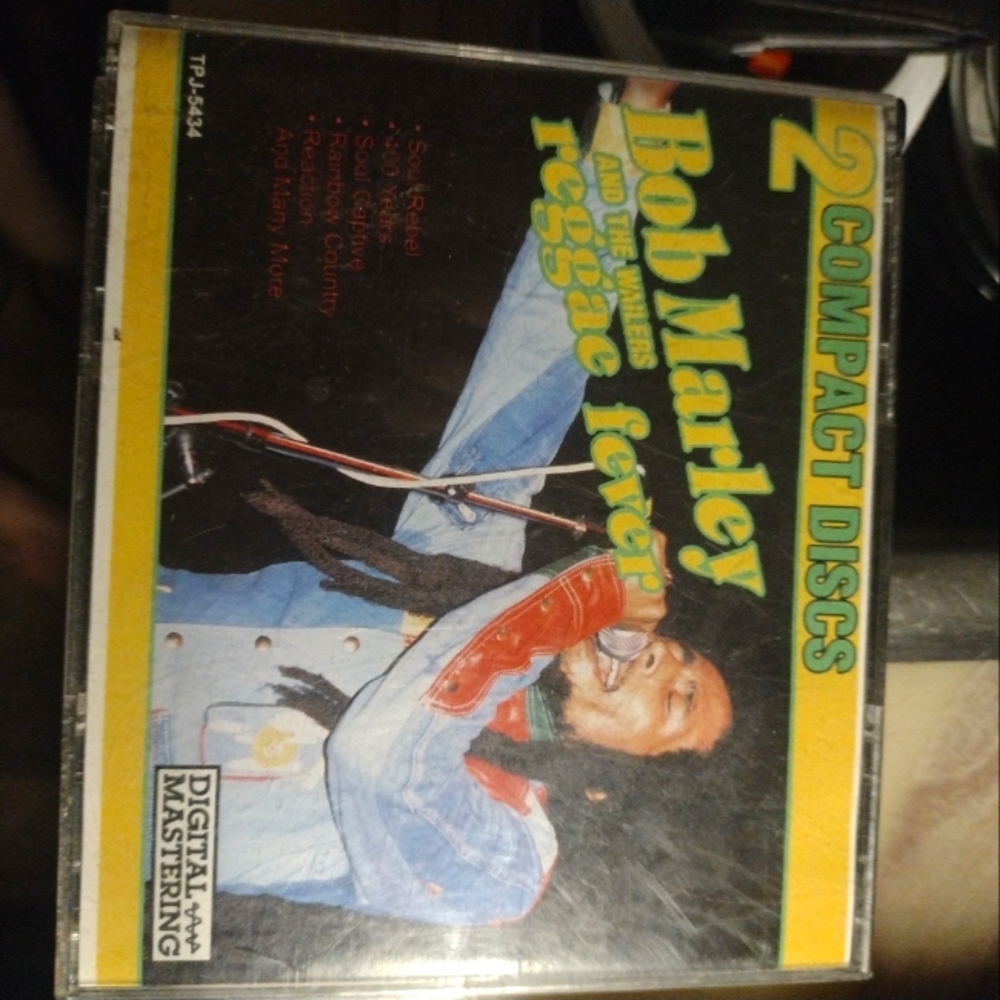 2 COMPACT DISCS
Bob Marley
AND THE WAILERS
reggae fever
• Soul Rebel
• 400 Years
• Soul Captive
• Rainbow Country
• Reaction
And Many More
TPJ-5434
DIGITAL
MASTERING